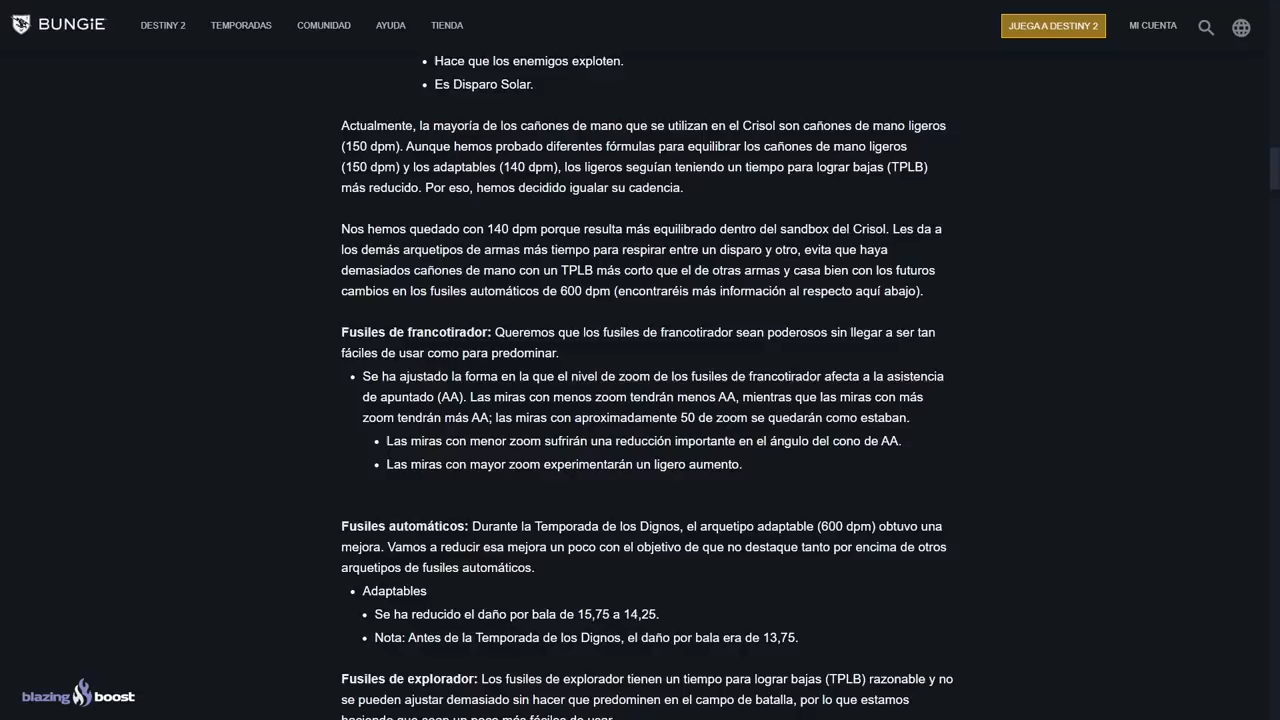 BUNGiE
DESTINY 2
TEMPORADAS
COMUNIDAD
AYUDA
TIENDA
JUEGA A DESTINY 2
MI CUENTA
• Hace que los enemigos exploten.
• Es Disparo Solar.
Actualmente, la mayoría de los cañones de mano que se utilizan en el Crisol son cañones de mano ligeros
(150 dpm). Aunque hemos probado diferentes fórmulas para equilibrar los cañones de mano ligeros
(150 dpm) y los adaptables (140 dpm), los ligeros seguían teniendo un tiempo para lograr bajas (TPLB)
más reducido. Por eso, hemos decidido igualar su cadencia.
Nos hemos quedado con 140 dpm porque resulta más equilibrado dentro del sandbox del Crisol. Les da a
los demás arquetipos de armas más tiempo para respirar entre un disparo y otro, evita que haya
demasiados cañones de mano con un TPLB más corto que el de otras armas y casa bien con los futuros
cambios en los fusiles automáticos de 600 dpm (encontraréis más información al respecto aquí abajo).
Fusiles de francotirador: Queremos que los fusiles de francotirador sean poderosos sin llegar a ser tan
fáciles de usar como para predominar.
• Se ha ajustado la forma en la que el nivel de zoom de los fusiles de francotirador afecta a la asistencia
de apuntado (AA). Las miras con menos zoom tendrán menos AA, mientras que las miras con más
zoom tendrán más AA; las miras con aproximadamente 50 de zoom se quedarán como estaban.
• Las miras con menor zoom sufrirán una reducción importante en el ángulo del cono de AA.
• Las miras con mayor zoom experimentarán un ligero aumento.
Fusiles automáticos: Durante la Temporada de los Dignos, el arquetipo adaptable (600 dpm) obtuvo una
mejora. Vamos a reducir esa mejora un poco con el objetivo de que no destaque tanto por encima de otros
arquetipos de fusiles automáticos.
• Adaptables
• Se ha reducido el daño por bala de 15,75 a 14,25.
• Nota: Antes de la Temporada de los Dignos, el daño por bala era de 13,75.
Fusiles de explorador: Los fusiles de explorador tienen un tiempo para lograr bajas (TPLB) razonable y no
se pueden ajustar demasiado sin hacer que predominen en el campo de batalla, por lo que estamos
haciendo que sean un poco más fáciles de usar.
blazing boost